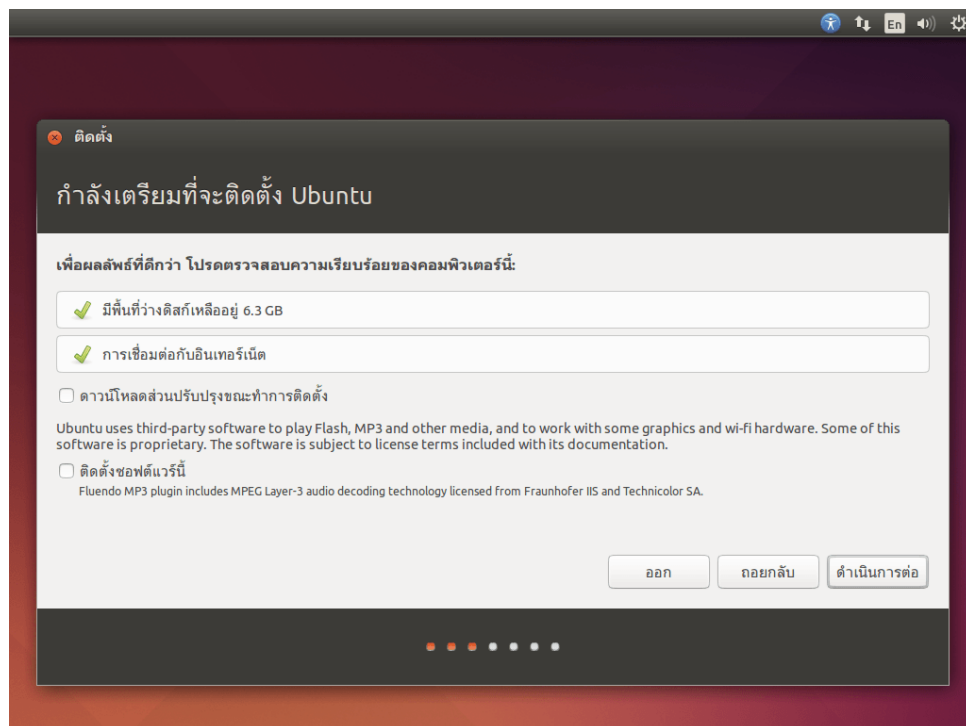 En
ติดตั้ง
กำลังเตรียมที่จะติดตั้ง Ubuntu
เพื่อผลลัพธ์ที่ดีกว่า โปรดตรวจสอบความเรียบร้อยของคอมพิวเตอร์นี้:
มีพื้นที่ว่างดิสก์เหลืออยู่ 6.3 GB
การเชื่อมต่อกับอินเทอร์เน็ต
ดาวน์โหลดส่วนปรับปรุงขณะทำการติดตั้ง
Ubuntu uses third-party software to play Flash, MP3 and other media, and to work with some graphics and wi-fi hardware. Some of this
software is proprietary. The software is subject to license terms included with its documentation.
ติดตั้งซอฟต์แวร์นี้
Fluendo MP3 plugin includes MPEG Layer-3 audio decoding technology licensed from Fraunhofer IIS and Technicolor SA.
ออก ถอยกลับ ดำเนินการต่อ